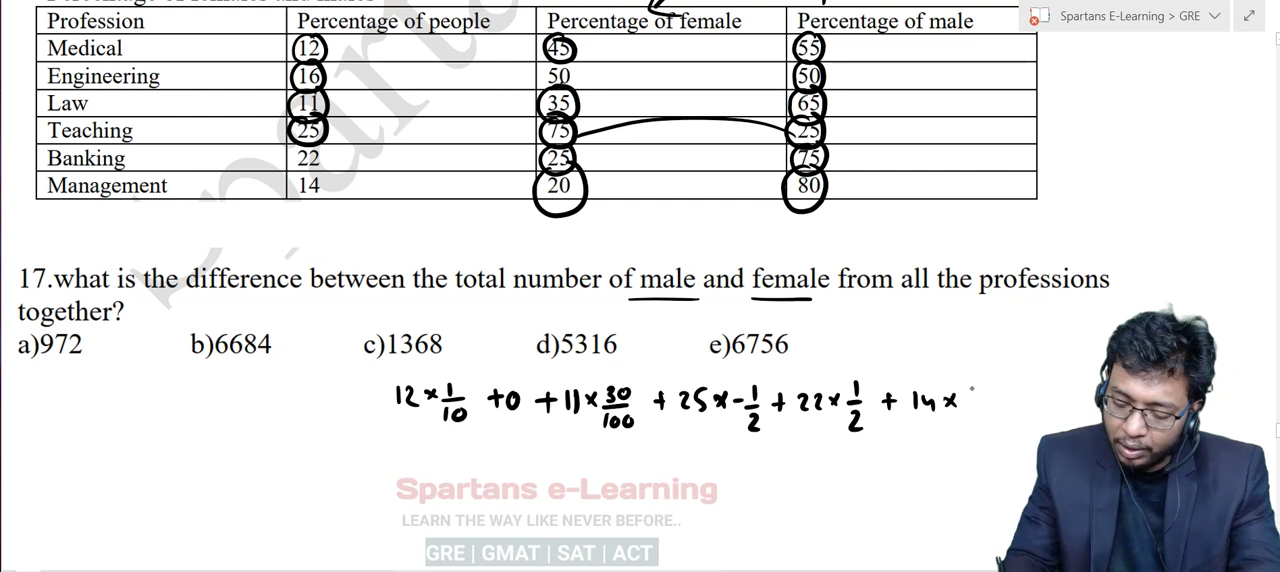 Profession Percentage of people Percentage of female Percentage of male
Medical 12 45 55
Engineering 16 50 50
Law 11 35 65
Teaching 25 75 25
Banking 22 25 75
Management 14 20 80
Spartans E-Learning > GRE
17.what is the difference between the total number of male and female from all the professions
together?
a)972 b)6684 c)1368 d)5316 e)6756
12 × 1/10 + 0 + 11 × 30/100 + 25 × - 1/2 + 22 × 1/2 + 14 ×
Spartans e-Learning
LEARN THE WAY LIKE NEVER BEFORE..
GRE | GMAT | SAT | ACT